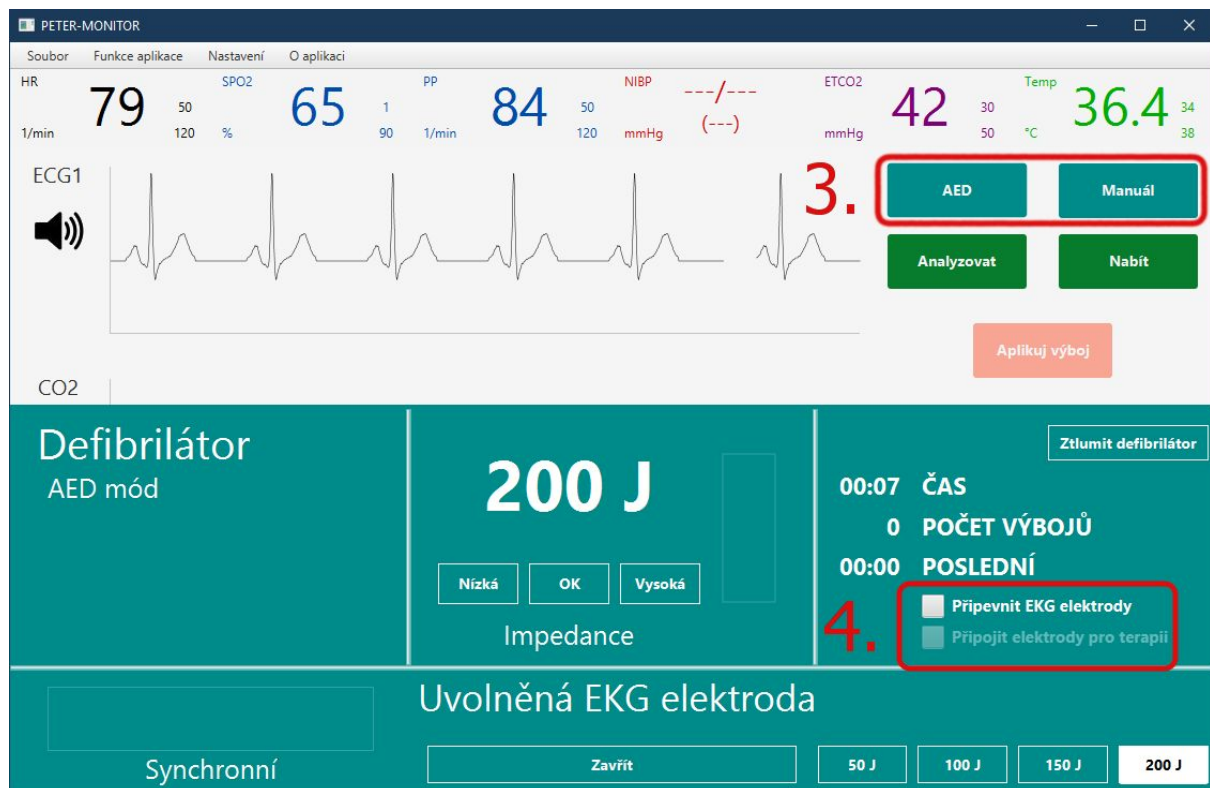 PETER-MONITOR
Soubor Funkce aplikace Nastavení O aplikaci
HR 79 50 120 1/min
SPO2 65 1 90 %
PP 84 50 120 1/min
NIBP ---/--- (---) mmHg
ETCO2 42 30 50 mmHg
Temp 36.4 34 38 °C
ECG1
3.
AED Manuál
Analyzovat Nabít
Aplikuj výboj
CO2
Defibrilátor
AED mód
200 J
Nízká OK Vysoká
Impedance
Ztlumit defibrilátor
00:07 ČAS
0 POČET VÝBOJŮ
00:00 POSLEDNÍ
4.
Připevnit EKG elektrody
Připojit elektrody pro terapii
Synchronní
Uvolněná EKG elektroda
Zavřít
50 J 100 J 150 J 200 J